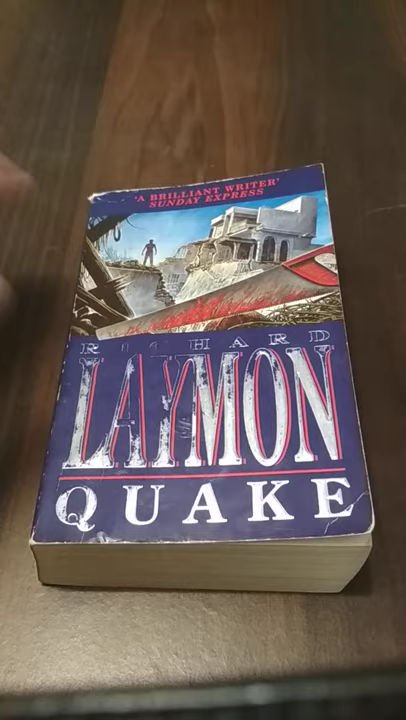 'A BRILLIANT WRITER'
SUNDAY EXPRESS
RICHARD
LAYMON
QUAKE